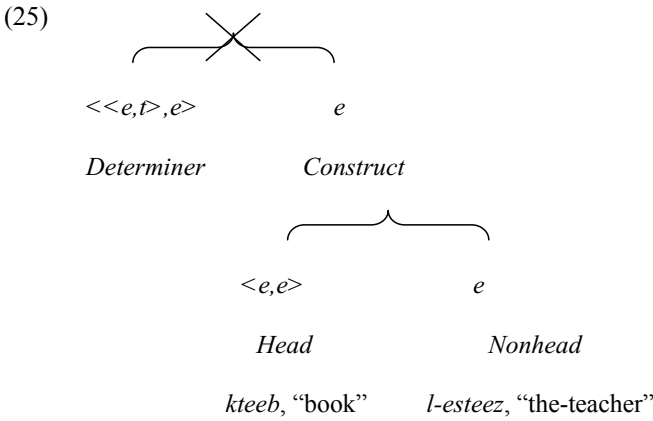 (25)
<<e,t>,e> e
Determiner Construct
<e,e> e
Head Nonhead
kteeb, “book” l-esteez, “the-teacher”